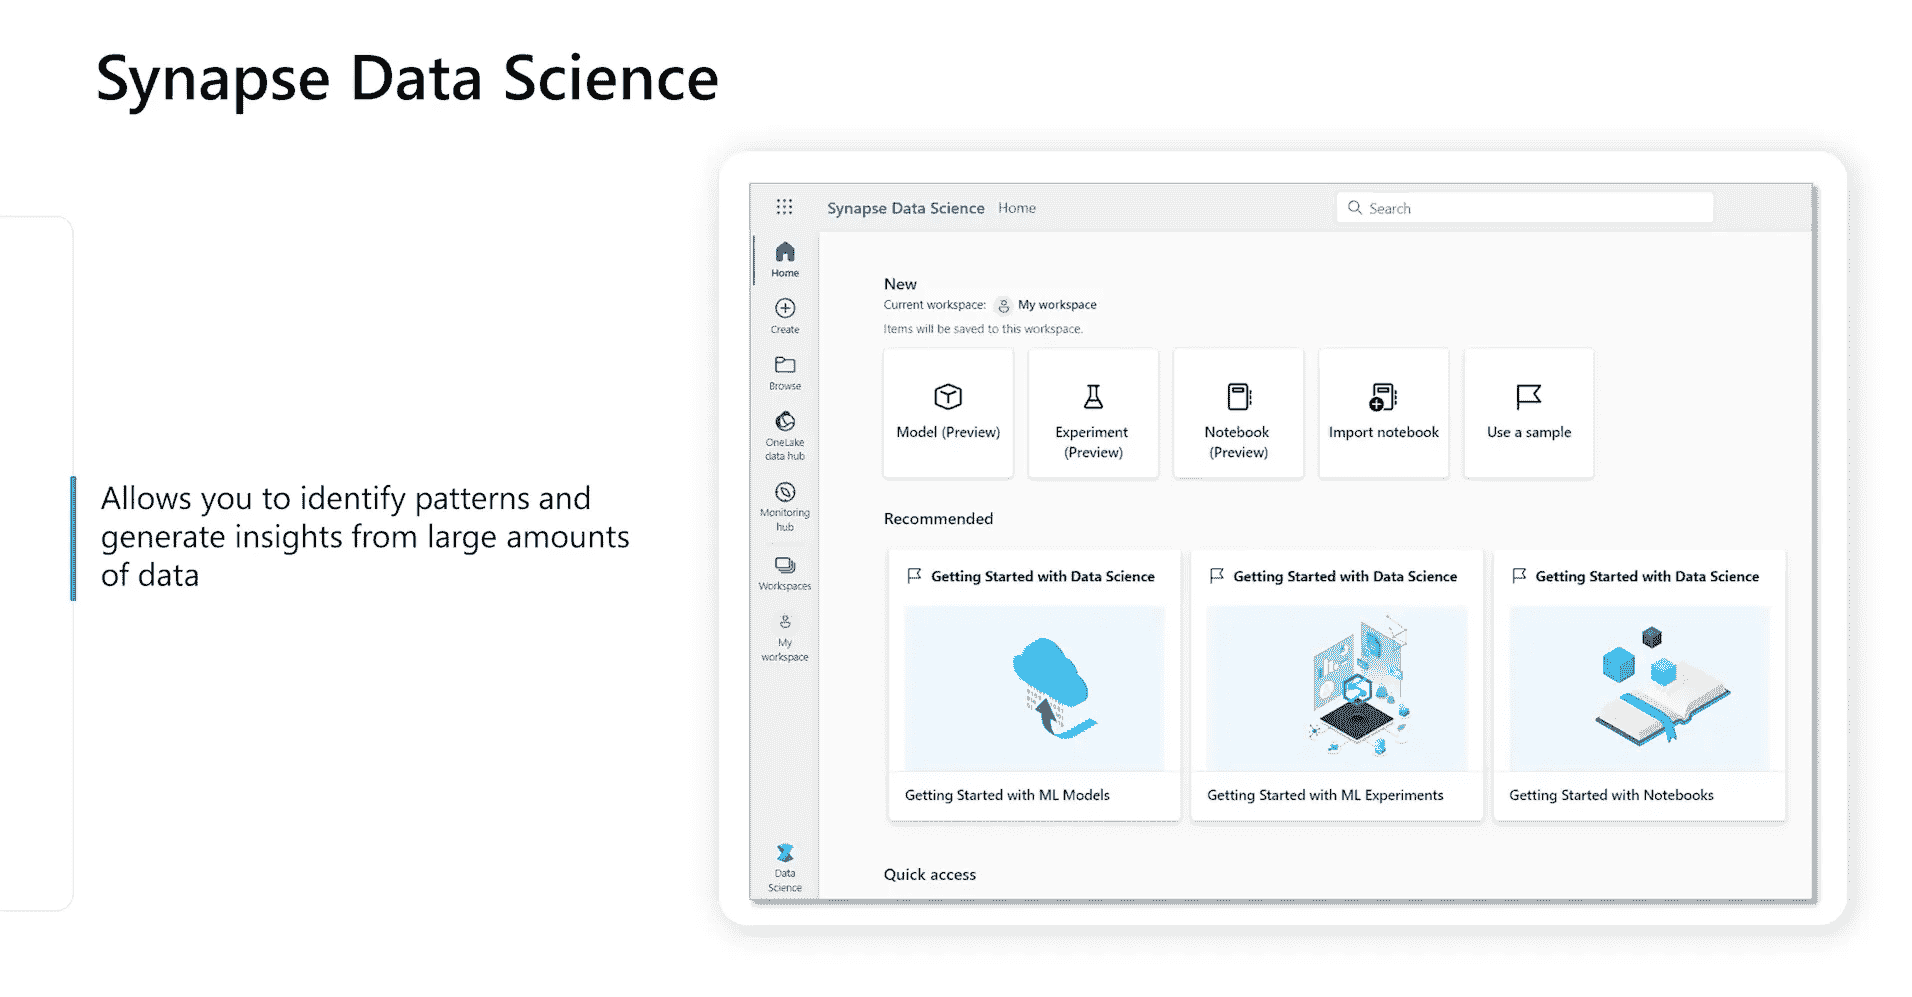 Synapse Data Science
Allows you to identify patterns and
generate insights from large amounts
of data
Synapse Data Science Home
Search
Home
Create
Browse
OneLake
data hub
Monitoring
hub
Workspaces
My
workspace
Data
Science
New
Current workspace: My workspace
Items will be saved to this workspace.
Model (Preview)
Experiment
(Preview)
Notebook
(Preview)
Import notebook
Use a sample
Recommended
Getting Started with Data Science
Getting Started with ML Models
Getting Started with Data Science
Getting Started with ML Experiments
Getting Started with Data Science
Getting Started with Notebooks
Quick access